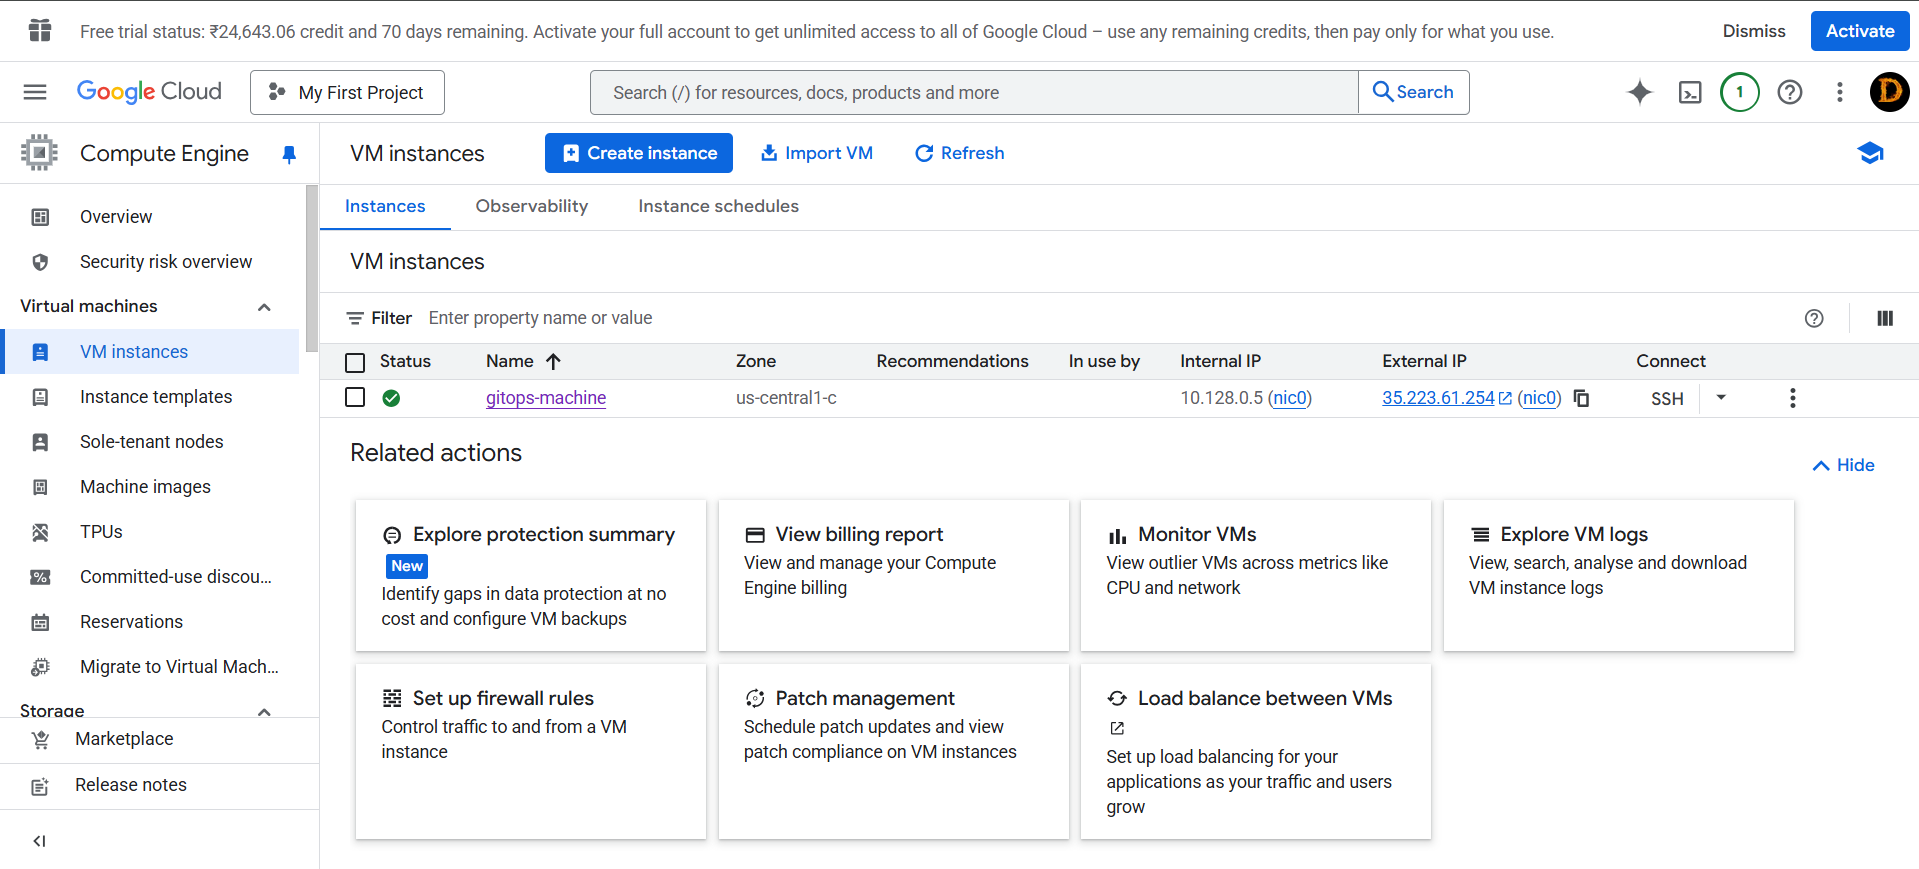 Free trial status: ₹24,643.06 credit and 70 days remaining. Activate your full account to get unlimited access to all of Google Cloud – use any remaining credits, then pay only for what you use.
Dismiss
Activate
Google Cloud
My First Project
Search (/) for resources, docs, products and more
Search
1
D
Compute Engine
VM instances
Create instance
Import VM
Refresh
Overview
Security risk overview
Virtual machines
VM instances
Instance templates
Sole-tenant nodes
Machine images
TPUs
Committed-use discou...
Reservations
Migrate to Virtual Mach...
Storage
Marketplace
Release notes
Instances
Observability
Instance schedules
VM instances
Filter
Enter property name or value
Status
Name
Zone
Recommendations
In use by
Internal IP
External IP
Connect
gitops-machine
us-central1-c
10.128.0.5 (nic0)
35.223.61.254 (nic0)
SSH
Related actions
Hide
Explore protection summary
New
Identify gaps in data protection at no
cost and configure VM backups
View billing report
View and manage your Compute
Engine billing
Monitor VMs
View outlier VMs across metrics like
CPU and network
Explore VM logs
View, search, analyse and download
VM instance logs
Set up firewall rules
Control traffic to and from a VM
instance
Patch management
Schedule patch updates and view
patch compliance on VM instances
Load balance between VMs
Set up load balancing for your
applications as your traffic and users
grow